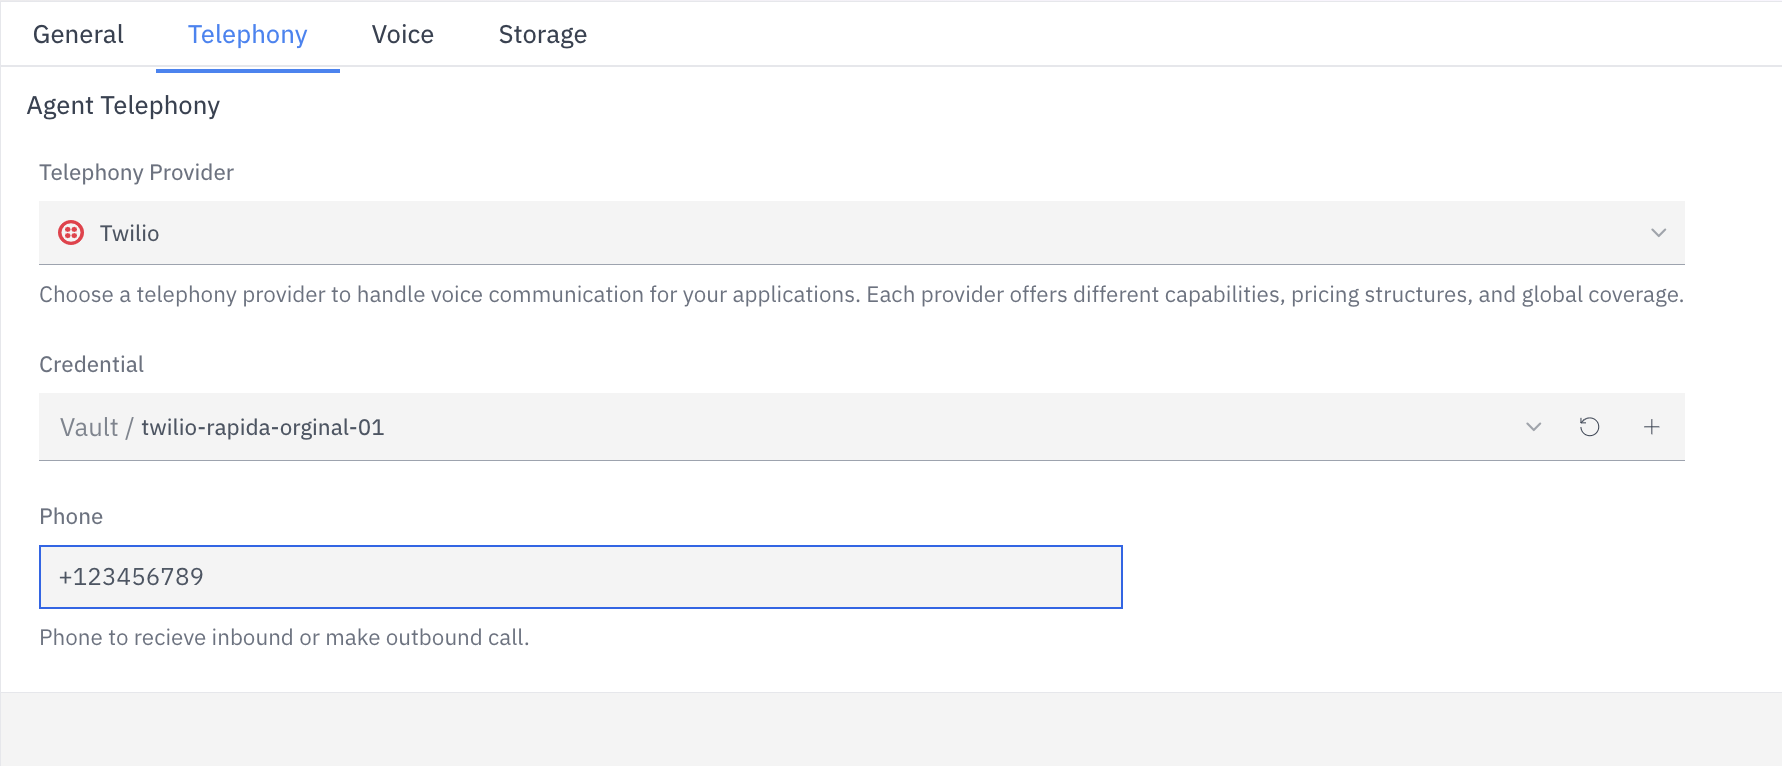 General Telephony Voice Storage
Agent Telephony
Telephony Provider
Twilio
Choose a telephony provider to handle voice communication for your applications. Each provider offers different capabilities, pricing structures, and global coverage.
Credential
Vault / twilio-rapida-orginal-01
Phone
+123456789
Phone to recieve inbound or make outbound call.